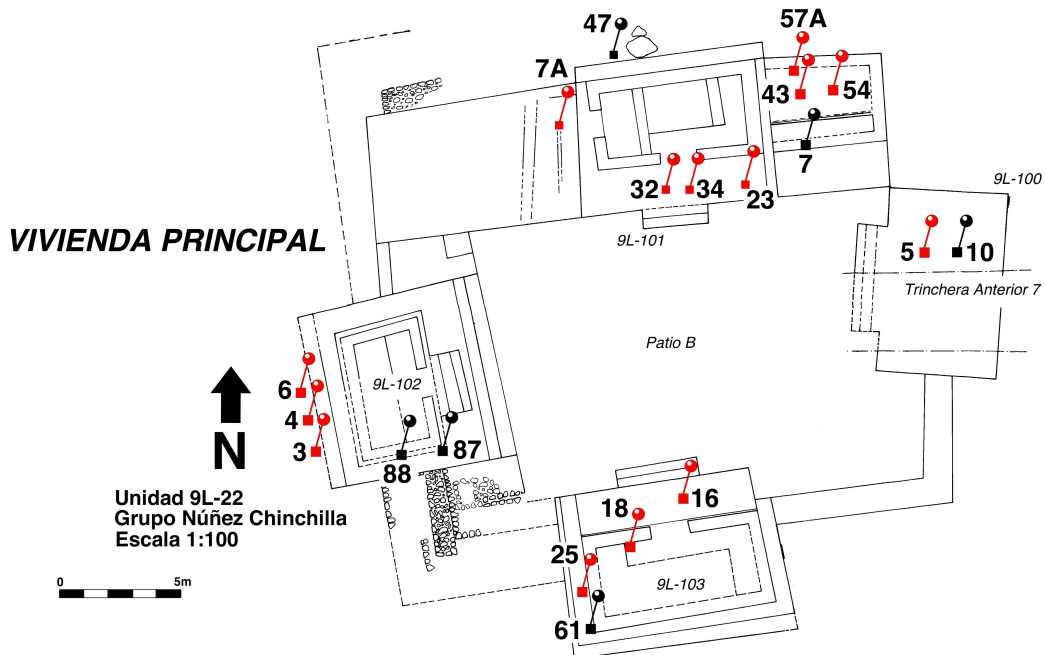 47
57A
7A
43
54
7
9L-100
32
34
23
9L-101
VIVIENDA PRINCIPAL
5
10
Trinchera Anterior 7
Patio B
6
9L-102
4
3
N
88
87
Unidad 9L-22
Grupo Núñez Chinchilla
Escala 1:100
16
18
25
9L-103
0 5m
61